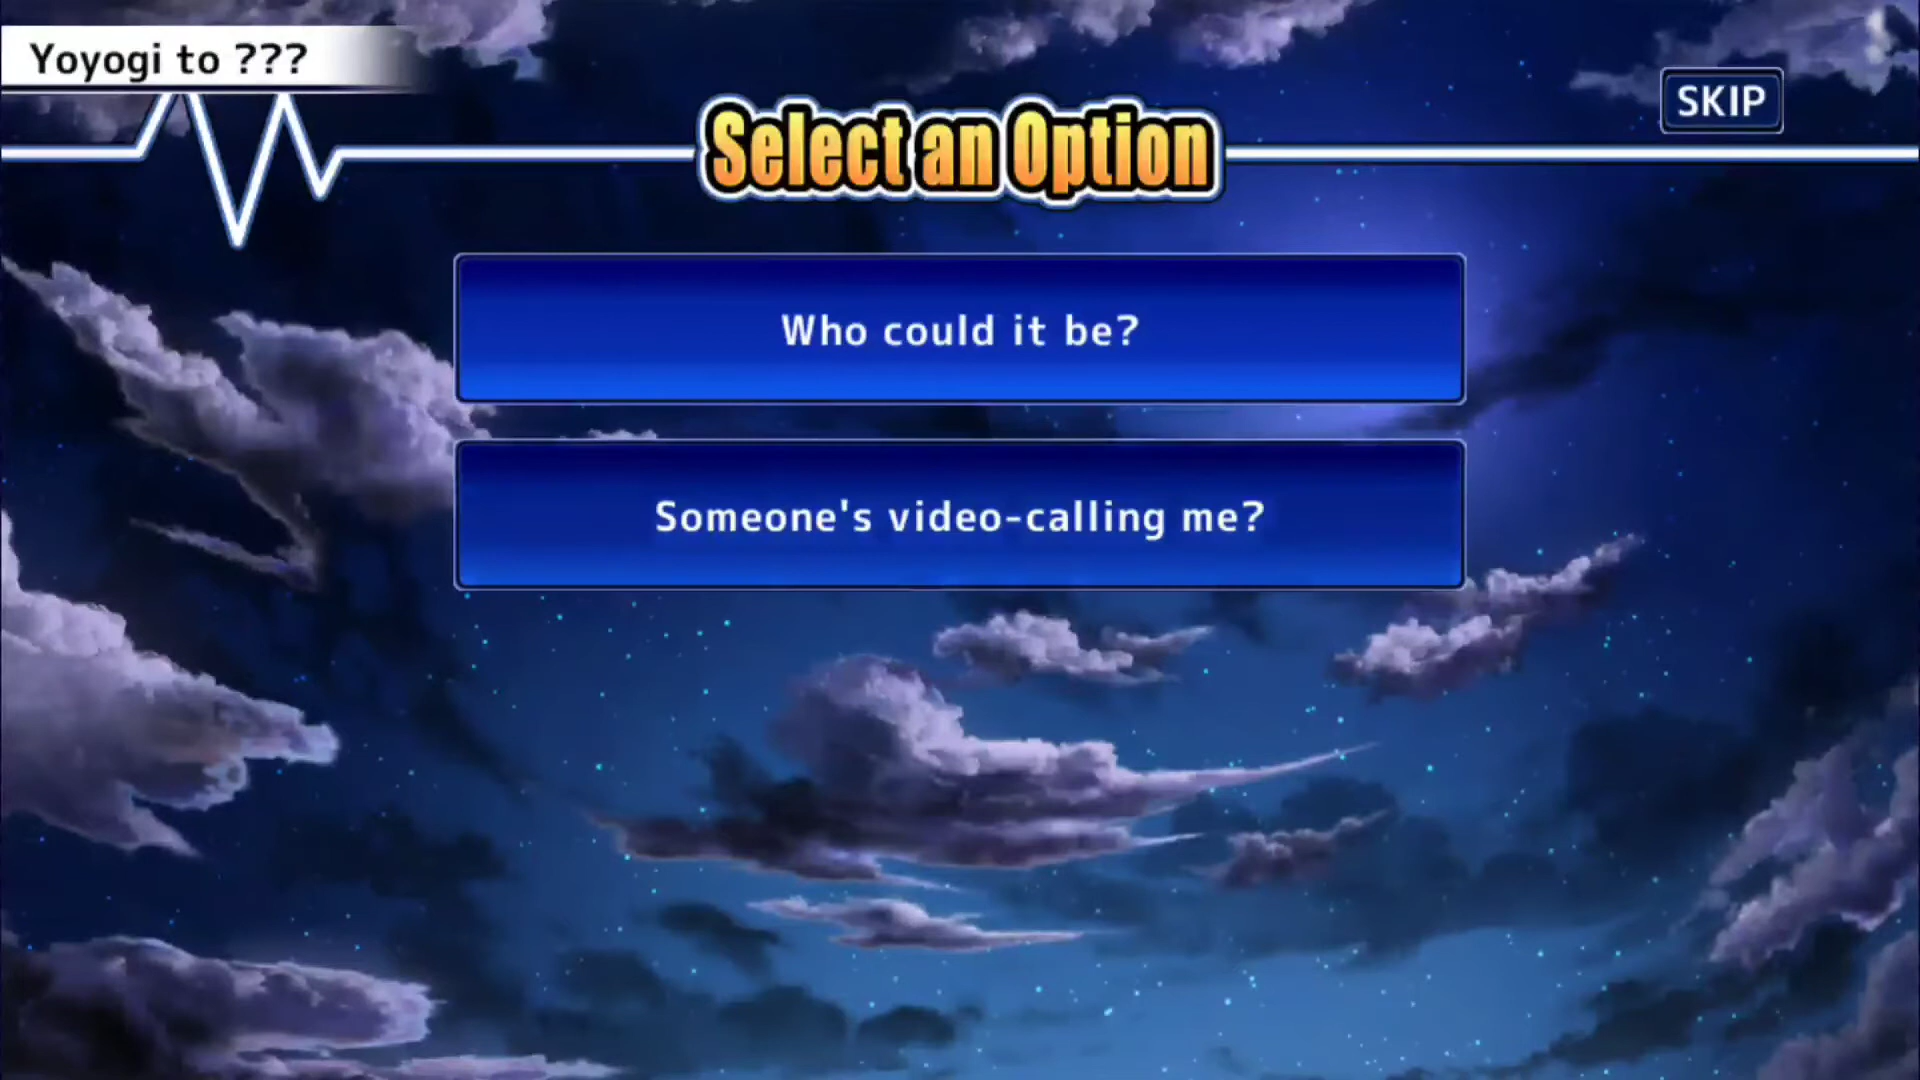 Yoyogi to ???
SKIP
Select an Option
Who could it be?
Someone's video-calling me?